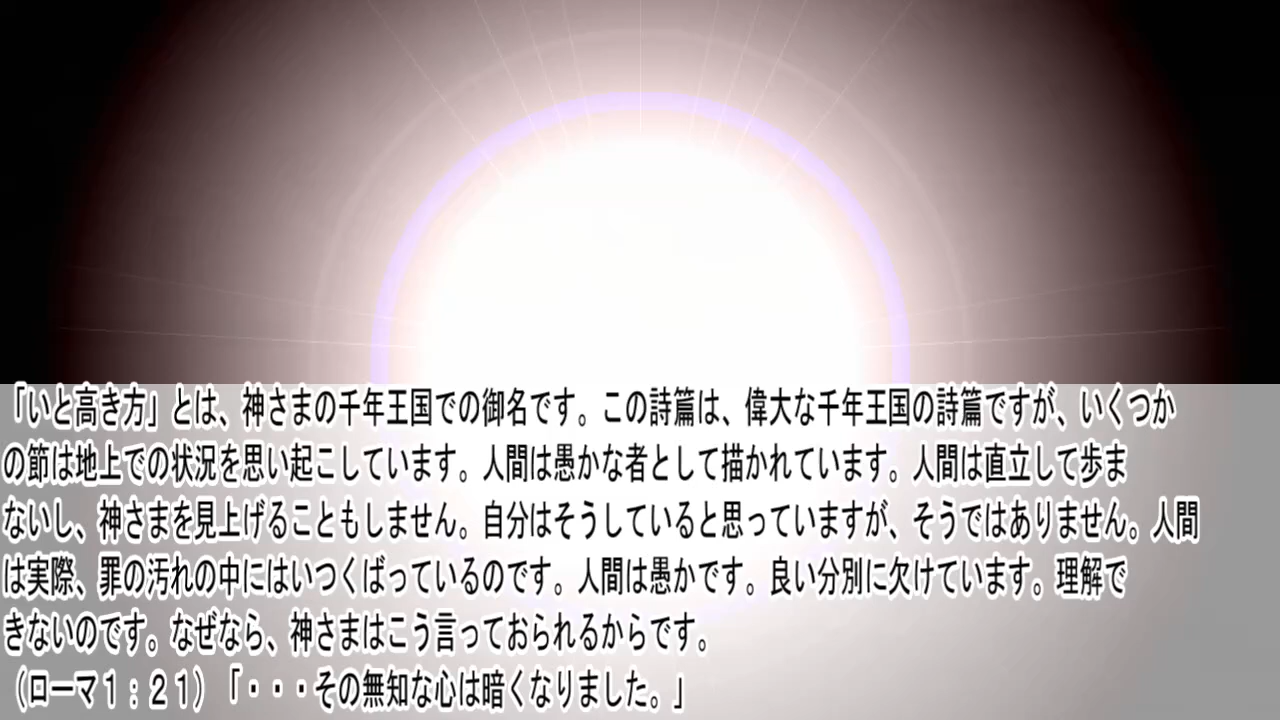 「いと高き方」とは、神さまの千年王国での御名です。この詩篇は、偉大な千年王国の詩篇ですが、いくつか
の節は地上での状況を思い起こしています。人間は愚かな者として描かれています。人間は直立して歩ま
ないし、神さまを見上げることもしません。自分はそうしていると思っていますが、そうではありません。人間
は実際、罪の汚れの中にはいつくばっているのです。人間は愚かです。良い分別に欠けています。理解で
きないのです。なぜなら、神さまはこう言っておられるからです。
（ローマ１：２１）「・・・その無知な心は暗くなりました。」